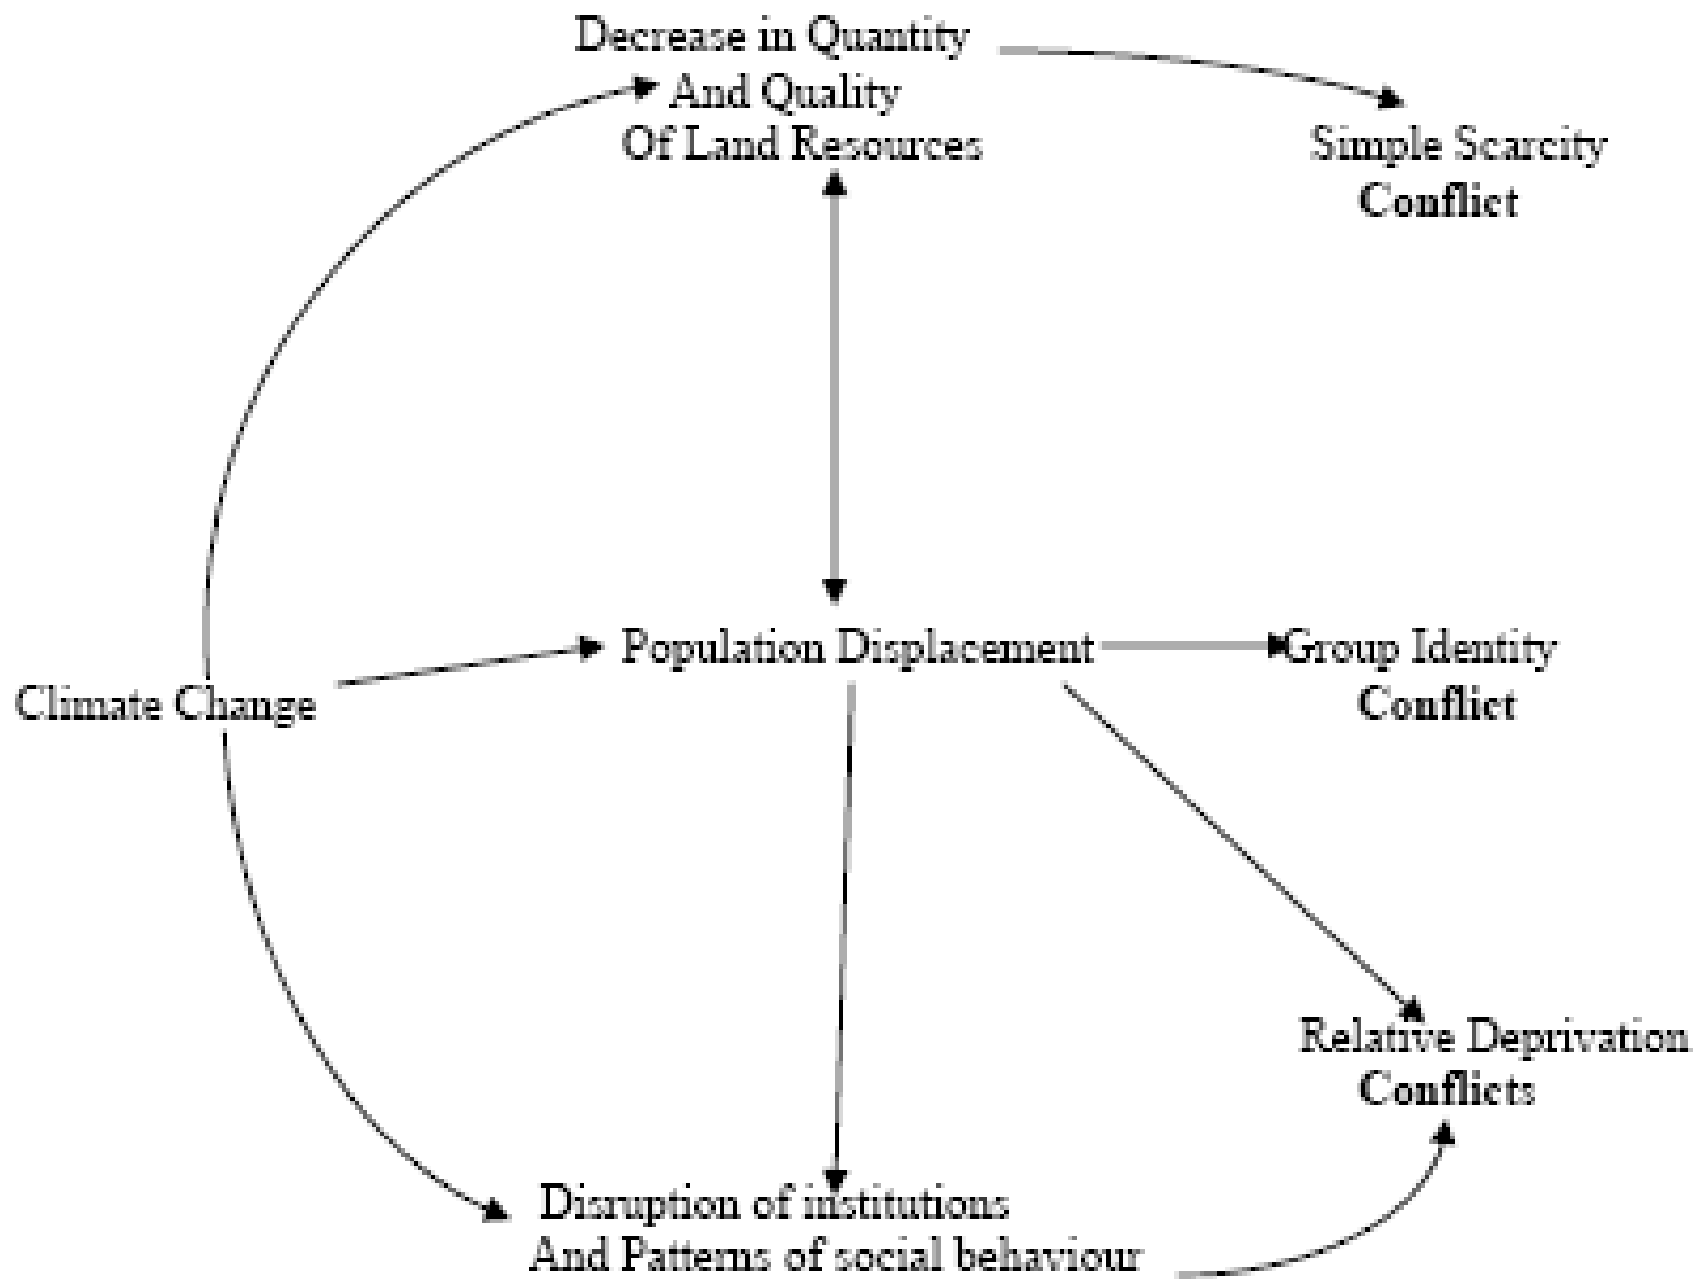 Decrease in Quantity
And Quality
Of Land Resources
Simple Scarcity
Conflict
Population Displacement
Group Identity
Conflict
Climate Change
Relative Deprivation
Conflicts
Disruption of institutions
And Patterns of social behaviour